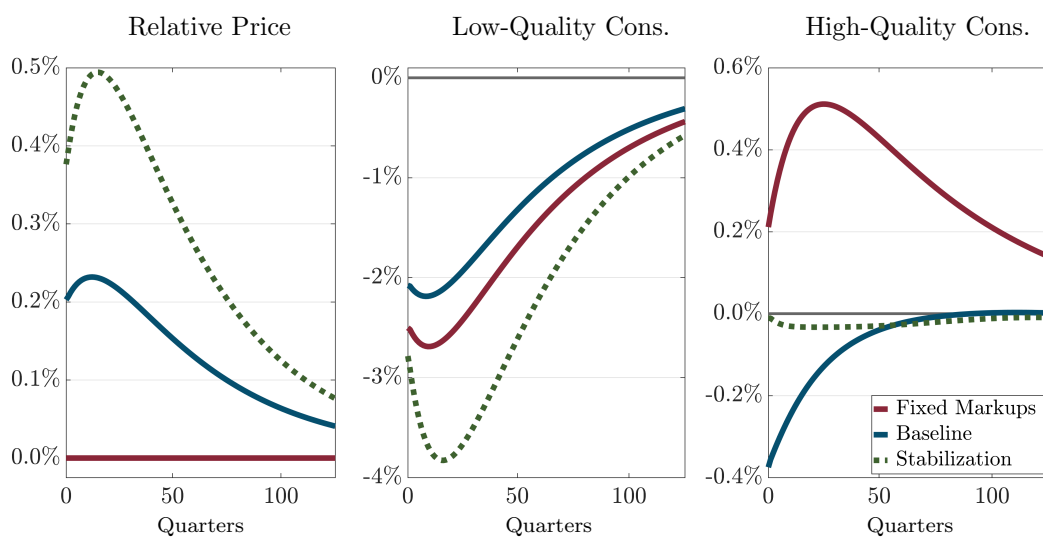 Relative Price
0.5%
0.4%
0.3%
0.2%
0.1%
0.0%
0
50
100
Quarters
Low-Quality Cons.
0%
-1%
-2%
-3%
-4%
0
50
100
Quarters
High-Quality Cons.
0.6%
0.4%
0.2%
0.0%
-0.2%
-0.4%
0
50
100
Quarters
Fixed Markups
Baseline
Stabilization